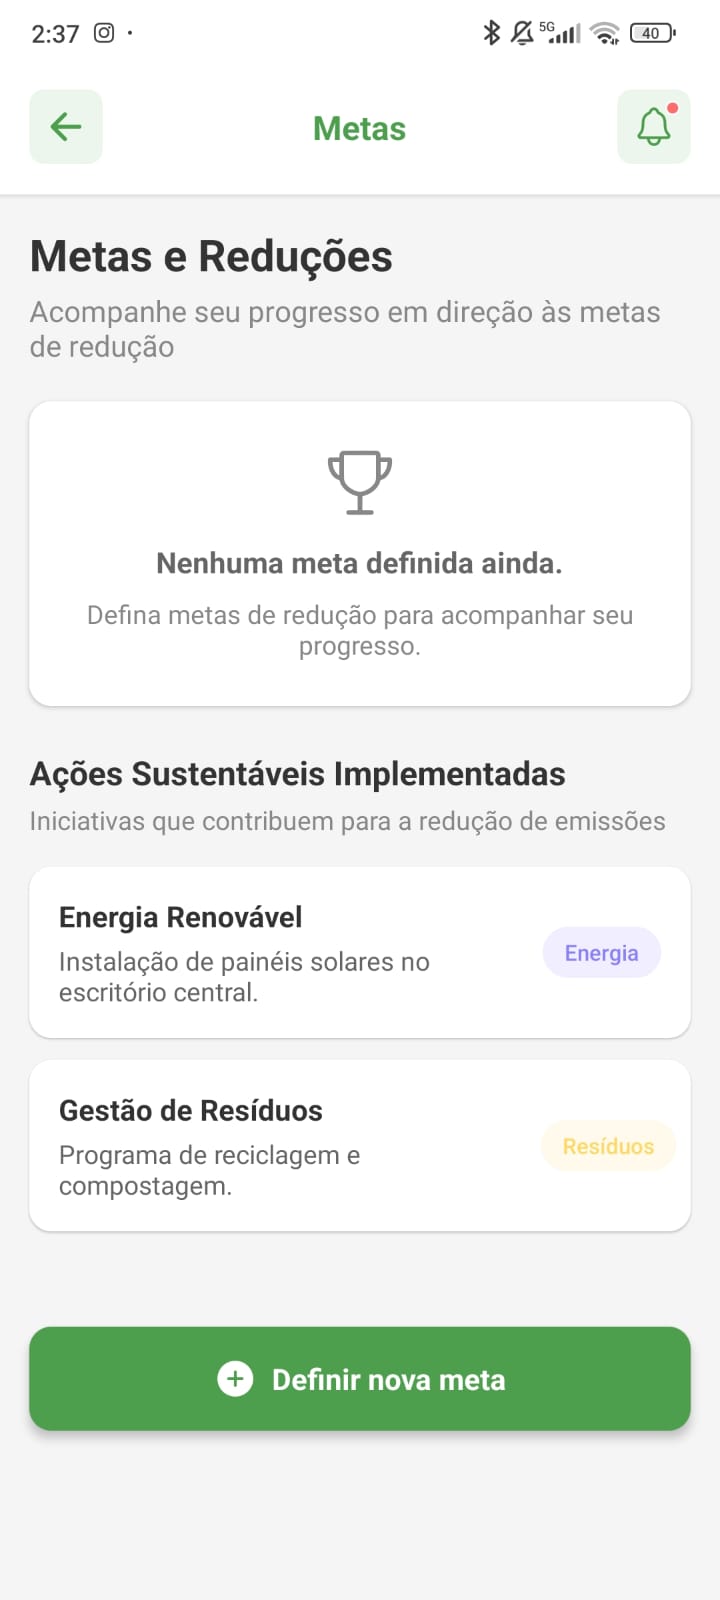 2:37
5G
40
Metas
Metas e Reduções
Acompanhe seu progresso em direção às metas
de redução
Nenhuma meta definida ainda.
Defina metas de redução para acompanhar seu
progresso.
Ações Sustentáveis Implementadas
Iniciativas que contribuem para a redução de emissões
Energia Renovável
Instalação de painéis solares no
escritório central.
Energia
Gestão de Resíduos
Programa de reciclagem e
compostagem.
Resíduos
Definir nova meta